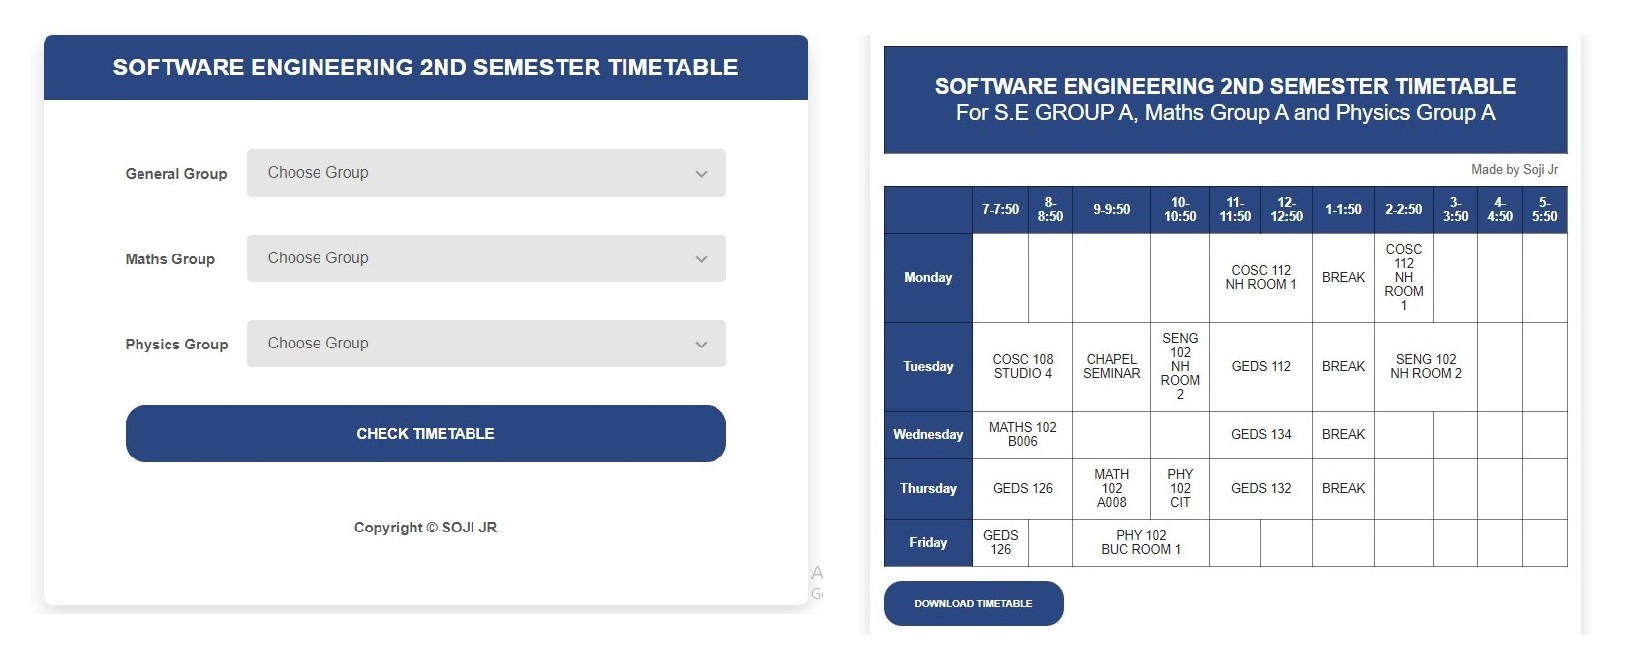 SOFTWARE ENGINEERING 2ND SEMESTER TIMETABLE
General Group
Choose Group
Maths Group
Choose Group
Physics Group
Choose Group
CHECK TIMETABLE
Copyright © SOJI JR
SOFTWARE ENGINEERING 2ND SEMESTER TIMETABLE
For S.E GROUP A, Maths Group A and Physics Group A
Made by Soji Jr
7-7:50
8-
8:50
9-9:50
10-
10:50
11-
11:50
12-
12:50
1-1:50
2-2:50
3-
3:50
4-
4:50
5-
5:50
Monday
COSC 112
NH ROOM 1
BREAK
COSC
112
NH
ROOM
1
Tuesday
COSC 108
STUDIO 4
CHAPEL
SEMINAR
SENG
102
NH
ROOM
2
GEDS 112
BREAK
SENG 102
NH ROOM 2
Wednesday
MATHS 102
B006
GEDS 134
BREAK
Thursday
GEDS 126
MATH
102
A008
PHY
102
CIT
GEDS 132
BREAK
Friday
GEDS
126
PHY 102
BUC ROOM 1
DOWNLOAD TIMETABLE